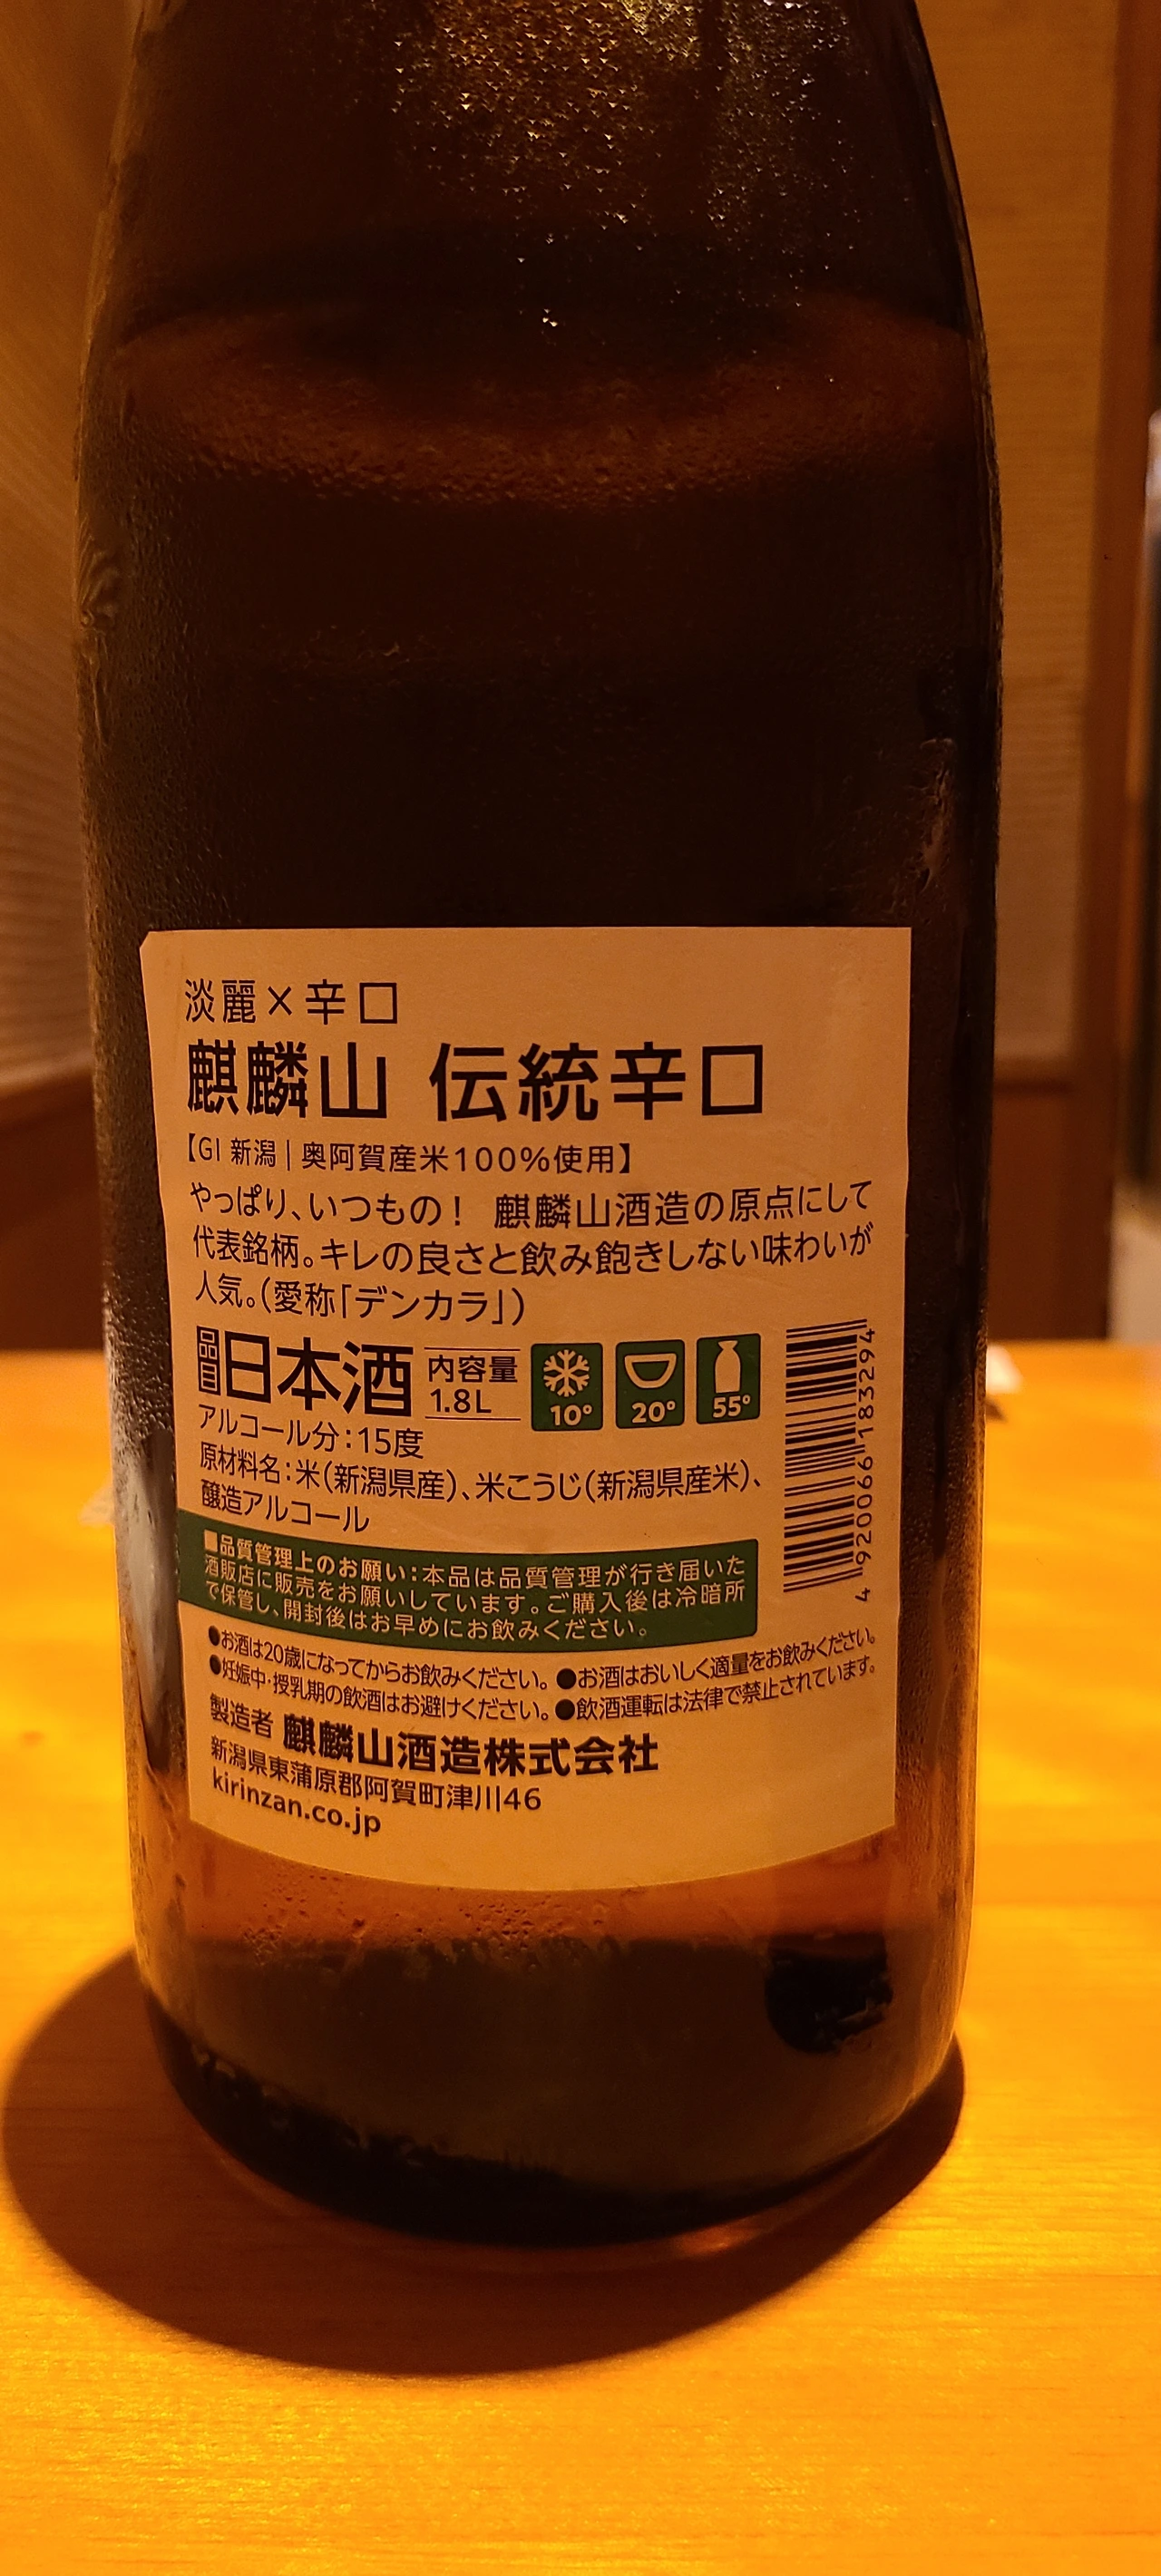 淡麗×辛口
麒麟山 伝統辛口
【GI 新潟|奥阿賀産米100%使用】
やっぱり、いつもの! 麒麟山酒造の原点にして
代表銘柄。キレの良さと飲み飽きしない味わいが
人気。(愛称「デンカラ」)
品目 日本酒 内容量 1.8L 10° 20° 55°
アルコール分:15度
原材料名:米(新潟県産)、米こうじ(新潟県産米)、
醸造アルコール
4 920066 183294
■品質管理上のお願い:本品は品質管理が行き届いた
酒販店に販売をお願いしています。ご購入後は冷暗所
で保管し、開封後はお早めにお飲みください。
●お酒は20歳になってからお飲みください。●お酒はおいしく適量をお飲みください。
●妊娠中・授乳期の飲酒はお避けください。●飲酒運転は法律で禁止されています。
製造者 麒麟山酒造株式会社
新潟県東蒲原郡阿賀町津川46
kirinzan.co.jp